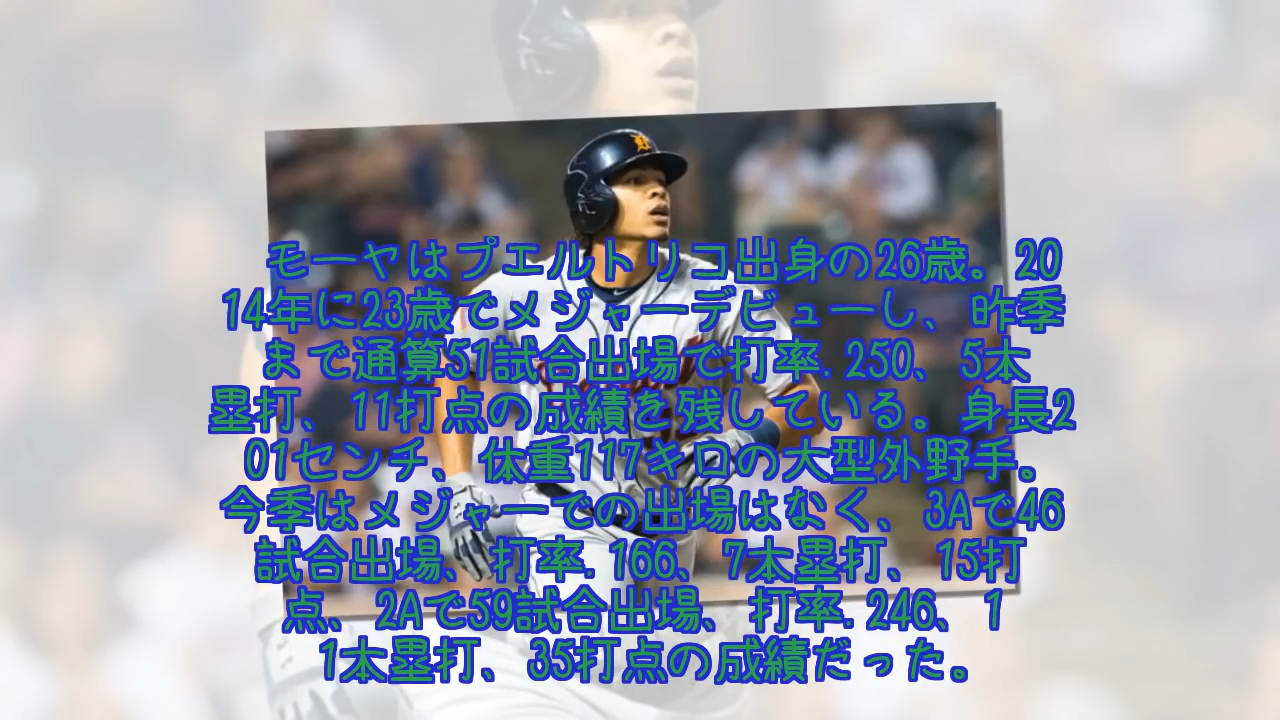 モーヤはプエルトリコ出身の26歳。20
14年に23歳でメジャーデビューし、昨季
まで通算51試合出場で打率.250、5本
塁打、11打点の成績を残している。身長2
01センチ、体重117キロの大型外野手。
今季はメジャーでの出場はなく、3Aで46
試合出場、打率.166、7本塁打、15打
点、2Aで59試合出場、打率.246、1
1本塁打、35打点の成績だった。